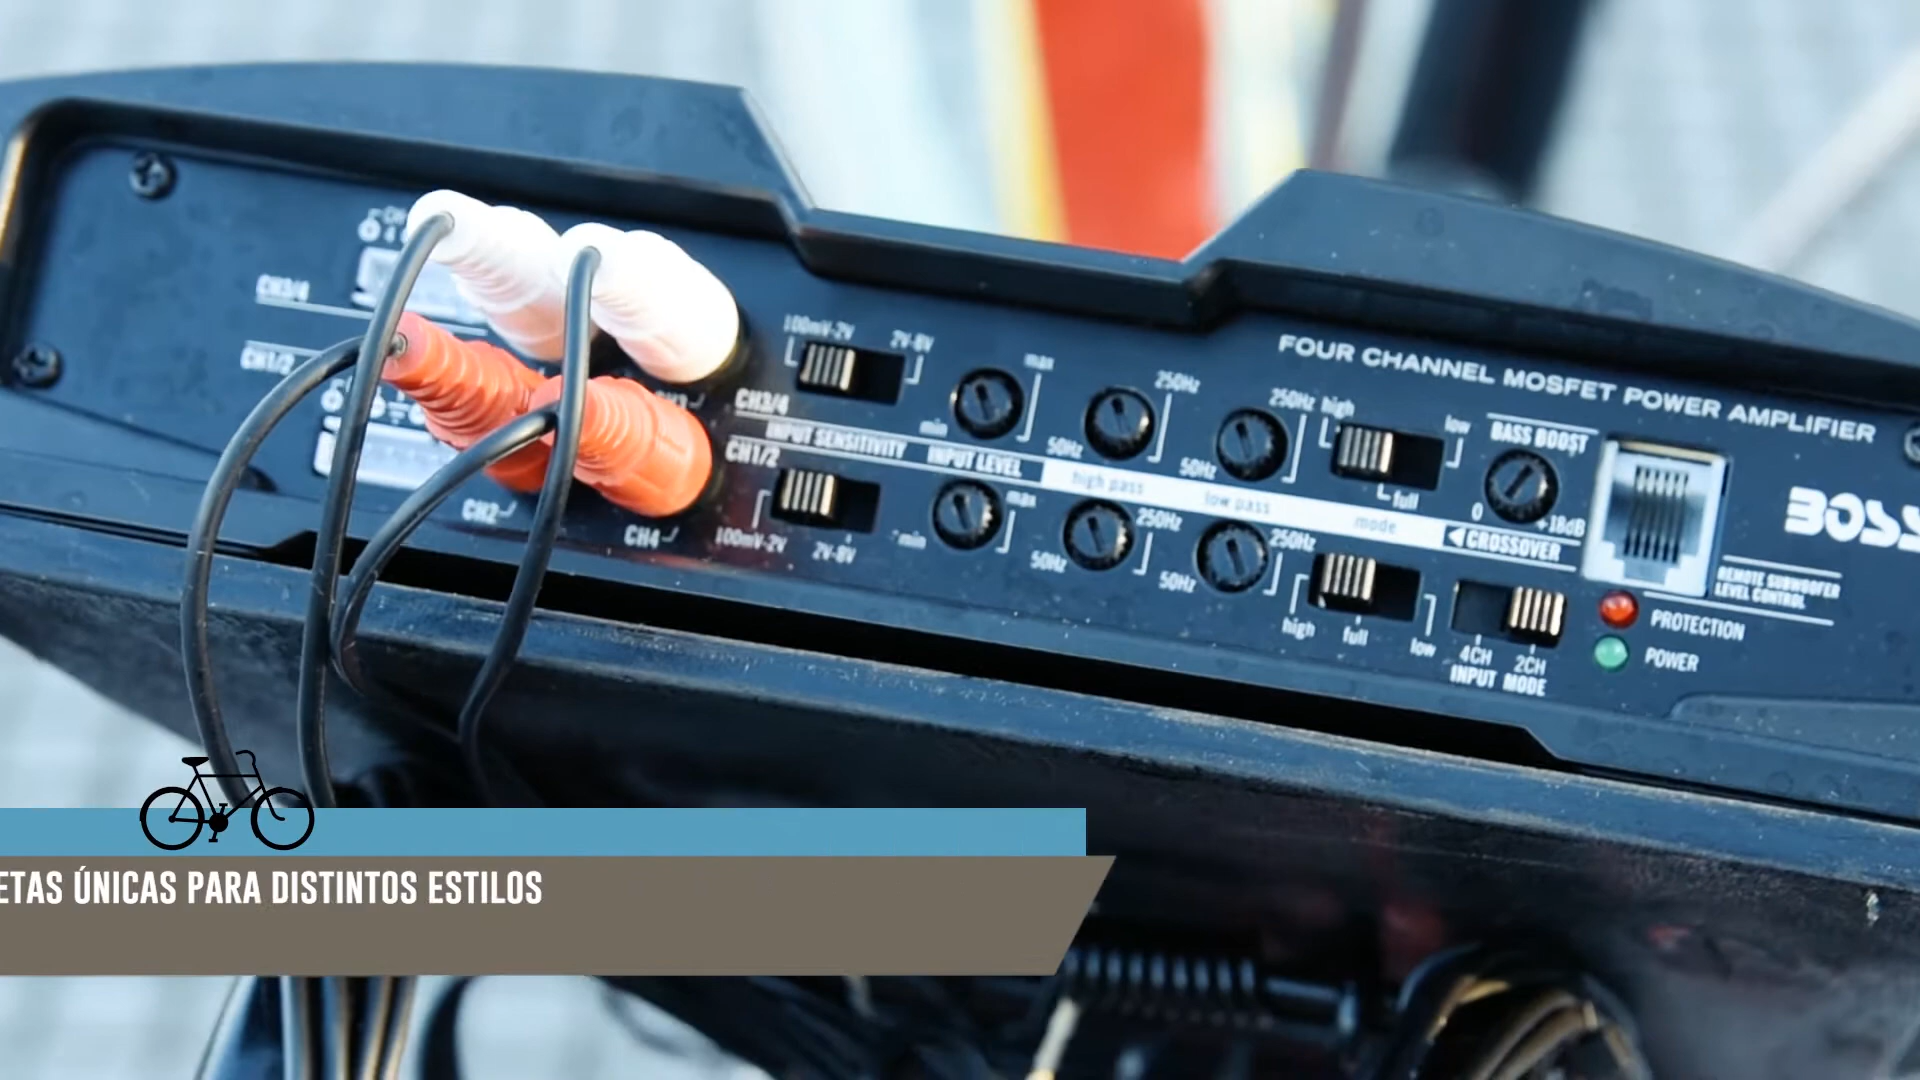 CH3/4
CH1/2
CH2
CH4
100mV-2V
2V-8V
CH3/4
INPUT SENSITIVITY
CH1/2
100mV-2V
2V-8V
min
max
INPUT LEVEL
min
max
50Hz
250Hz
high pass
50Hz
250Hz
50Hz
250Hz
low pass
50Hz
250Hz
high
low
full
mode
high
full
low
FOUR CHANNEL MOSFET POWER AMPLIFIER
BASS BOOST
0
+18dB
CROSSOVER
4CH
2CH
INPUT MODE
BOSS
REMOTE SUBWOOFER
LEVEL CONTROL
PROTECTION
POWER
ETAS ÚNICAS PARA DISTINTOS ESTILOS